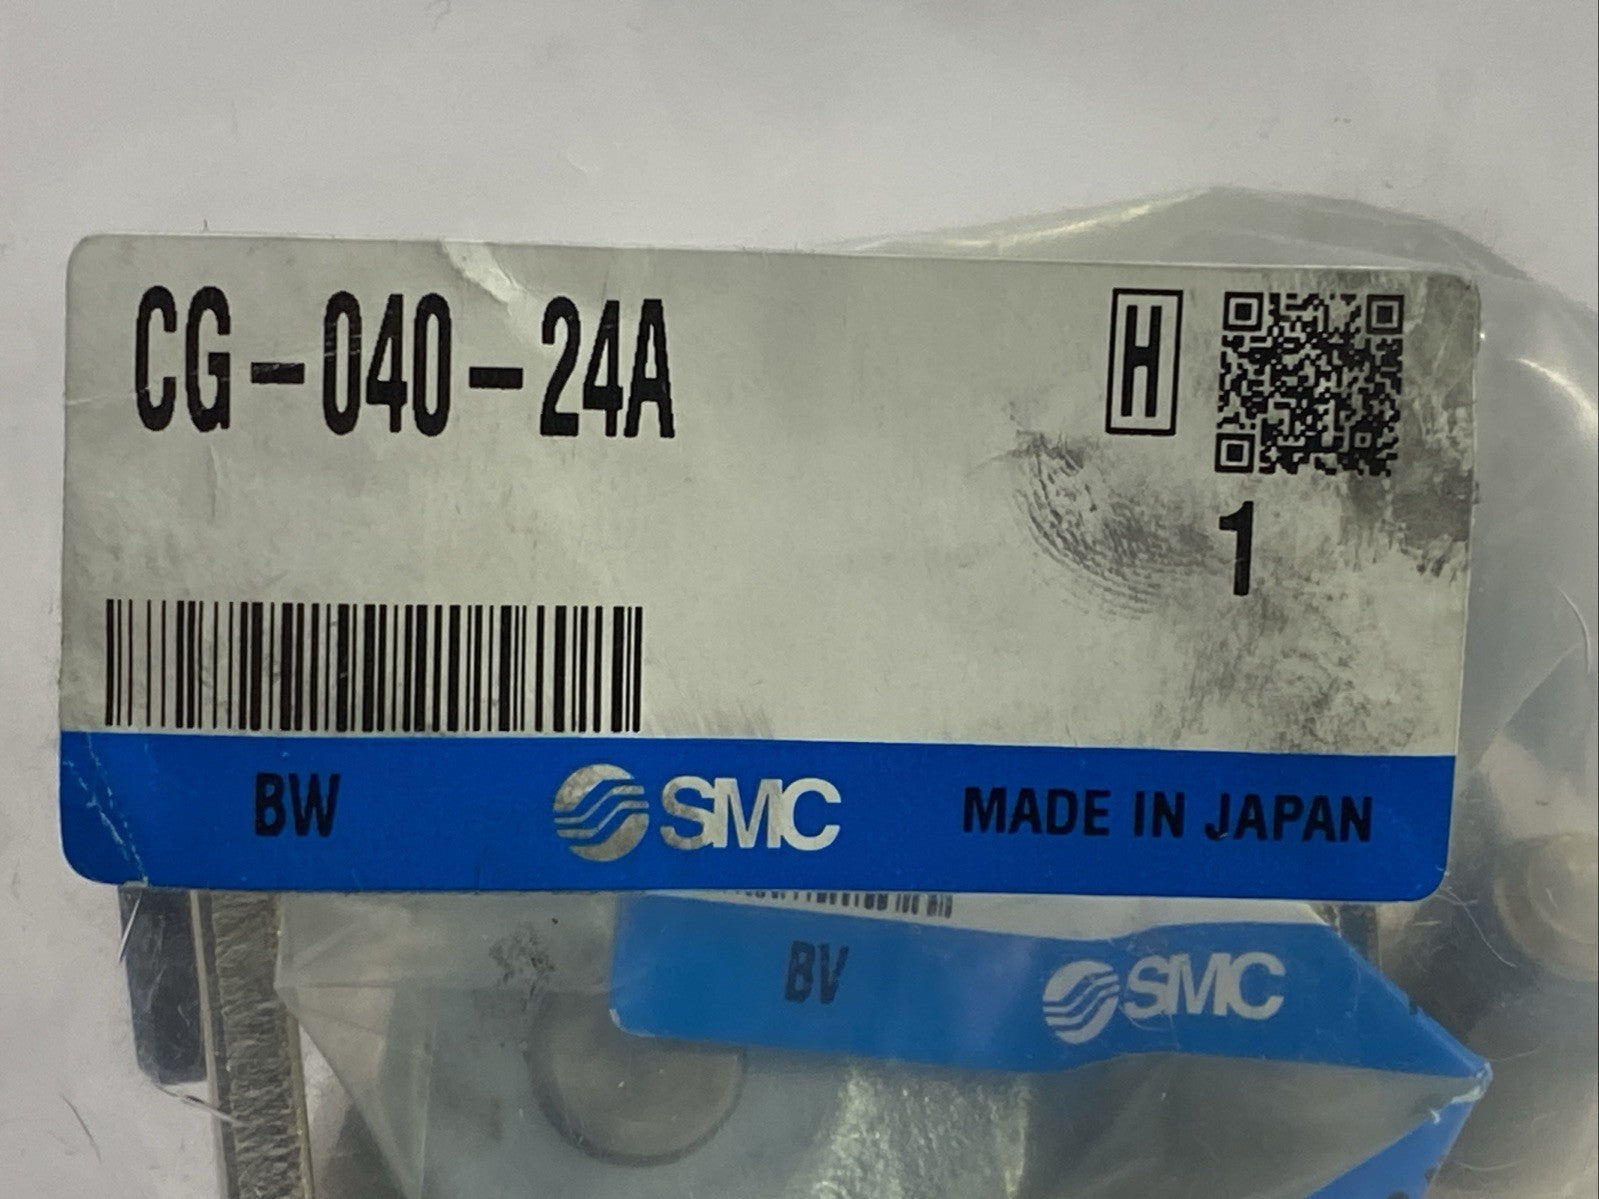 CG-040-24A
H
1
BW SMC MADE IN JAPAN
BV SMC